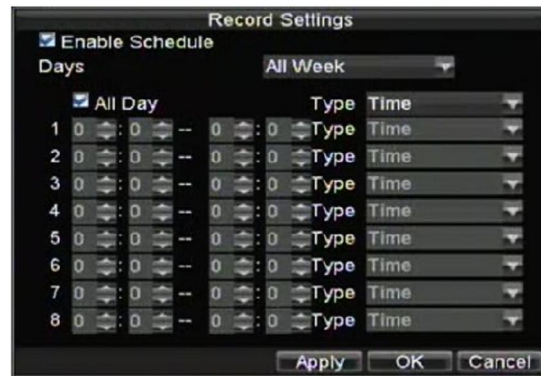 Record Settings
Enable Schedule
Days All Week
All Day Type Time
1 0 : 0 -- 0 : 0 Type Time
2 0 : 0 -- 0 : 0 Type Time
3 0 : 0 -- 0 : 0 Type Time
4 0 : 0 -- 0 : 0 Type Time
5 0 : 0 -- 0 : 0 Type Time
6 0 : 0 -- 0 : 0 Type Time
7 0 : 0 -- 0 : 0 Type Time
8 0 : 0 -- 0 : 0 Type Time
Apply OK Cancel